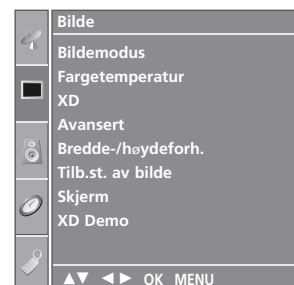 Bilde
Bildemodus
Fargetemperatur
XD
Avansert
Bredde-/høydeforh.
Tilb.st. av bilde
Skjerm
XD Demo
▲▼ ◄► OK MENU